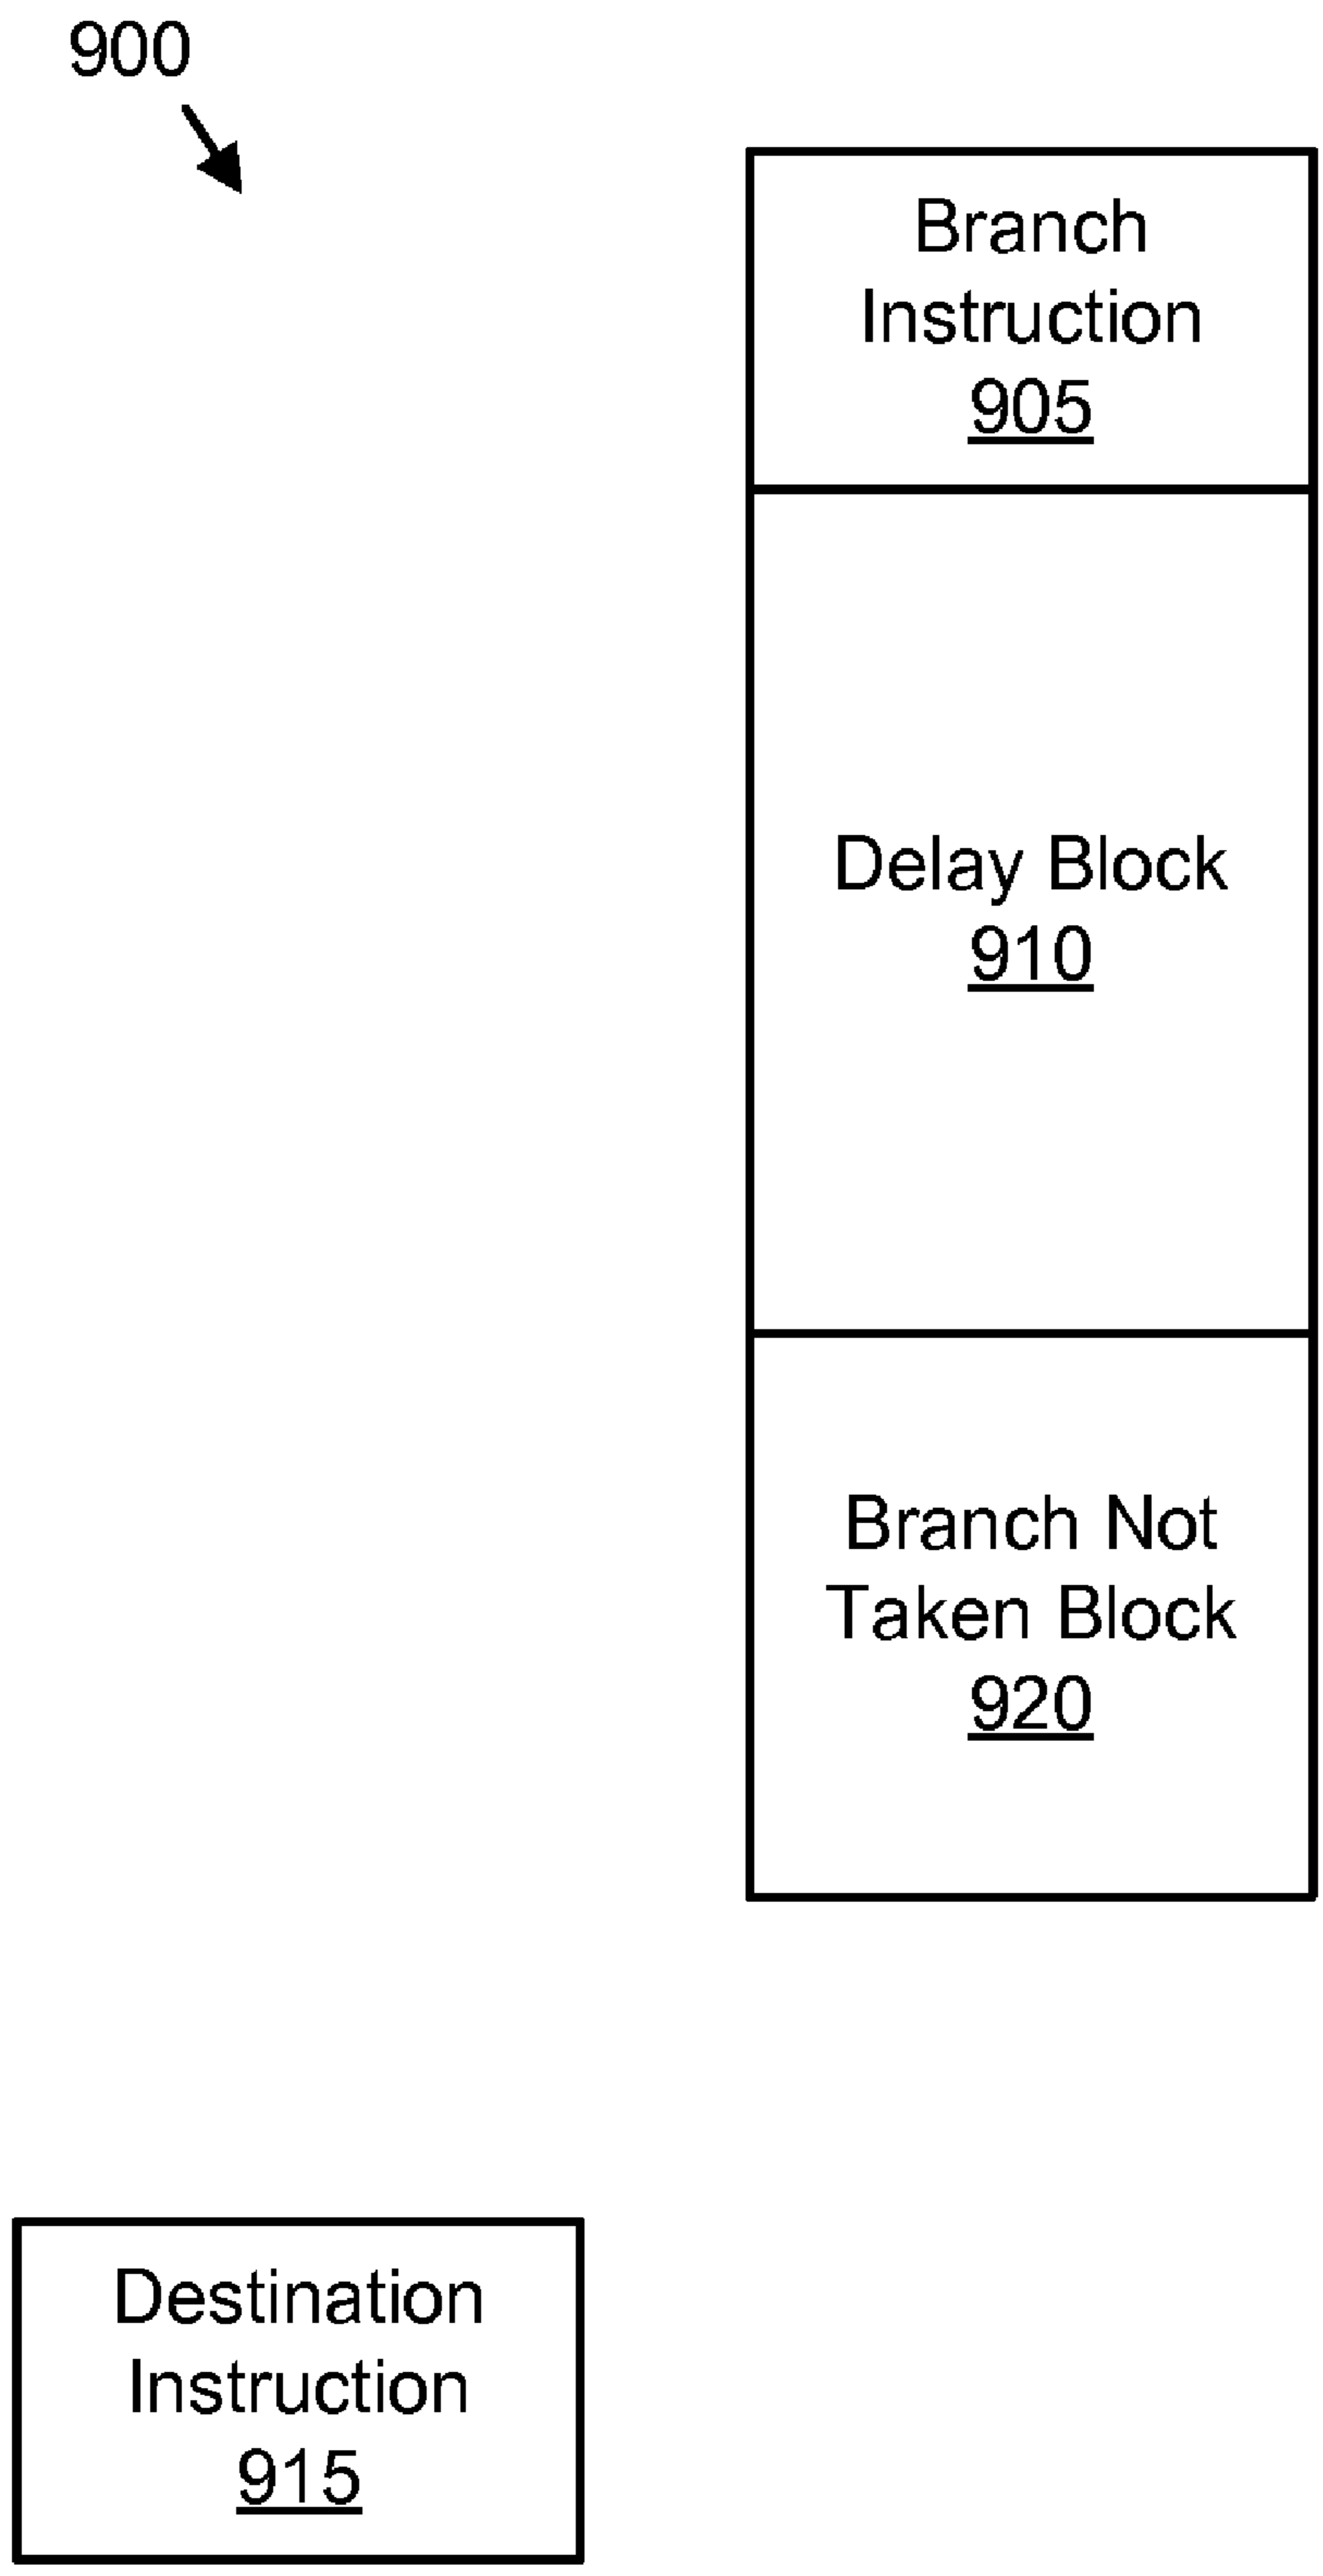 900
Branch
Instruction
905
Delay Block
910
Branch Not
Taken Block
920
Destination
Instruction
915